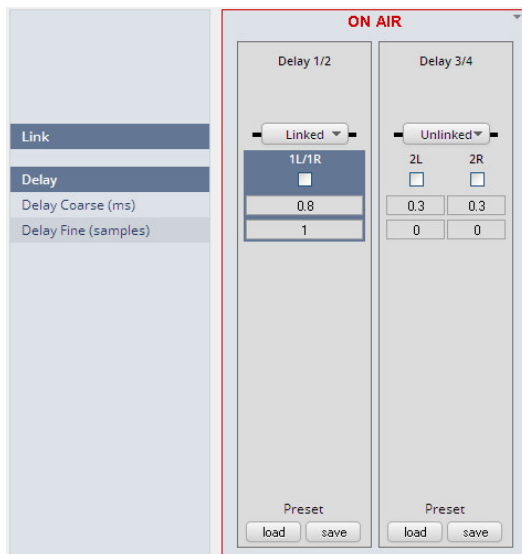 ON AIR
Delay 1/2 Delay 3/4
Link Linked Unlinked
1L/1R 2L 2R
Delay
Delay Coarse (ms) 0.8 0.3 0.3
Delay Fine (samples) 1 0 0
Preset Preset
load save load save